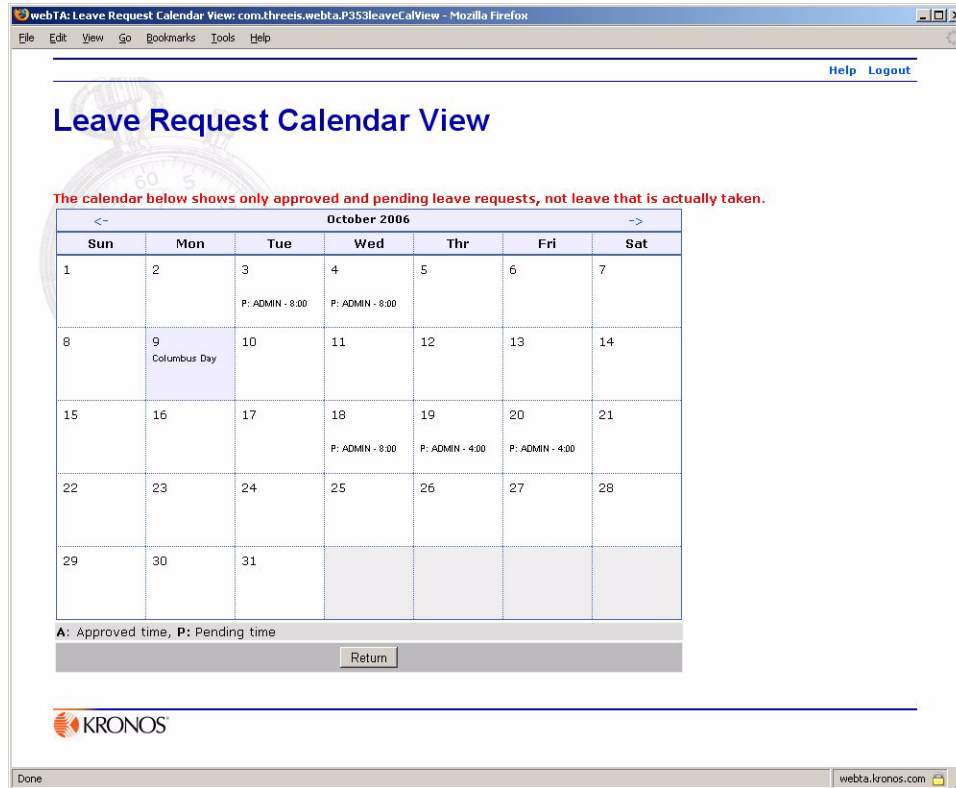 webTA: Leave Request Calendar View: com.threeis.webta.P353leaveCalView - Mozilla Firefox
File Edit View Go Bookmarks Tools Help
Help Logout
Leave Request Calendar View
60 5
The calendar below shows only approved and pending leave requests, not leave that is actually taken.
<- October 2006 ->
Sun Mon Tue Wed Thr Fri Sat
1 2 3 4 5 6 7
P: ADMIN - 8:00 P: ADMIN - 8:00
8 9 10 11 12 13 14
Columbus Day
15 16 17 18 19 20 21
P: ADMIN - 8:00 P: ADMIN - 4:00 P: ADMIN - 4:00
22 23 24 25 26 27 28
29 30 31
A: Approved time, P: Pending time
Return
KRONOS
Done webta.kronos.com